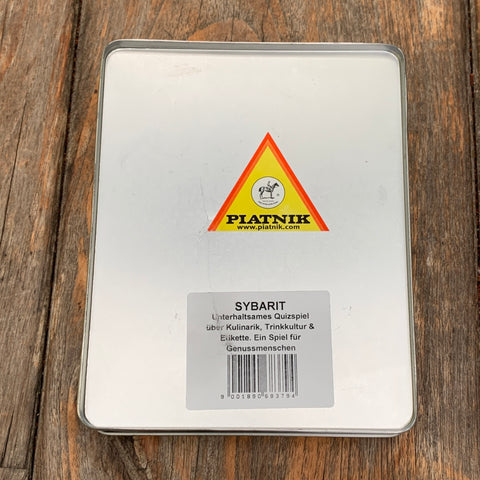 PIATNIK
www.piatnik.com
SYBARIT
Unterhaltsames Quizspiel
über Kulinarik, Trinkkultur &
Etikette. Ein Spiel für
Genussmenschen
9 001890 693794